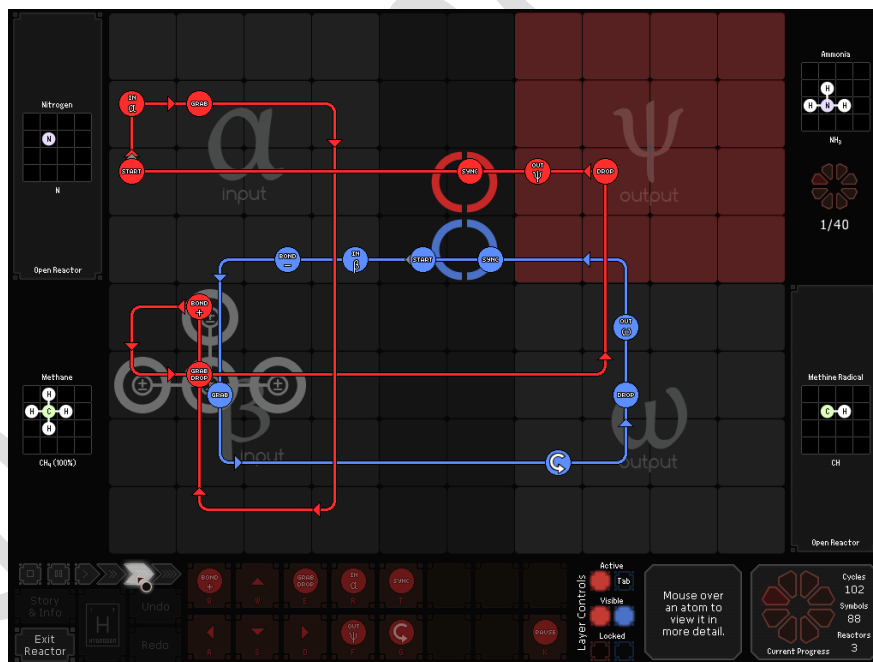 Nitrogen
N
N
Open Reactor
Methane
H
H C H
H
CH₄ (100%)
IN
α
GRAB
START
SYNC
OUT
ψ
DROP
α
input
ψ
output
BOND
-
IN
β
START
SYNC
OUT
ω
BOND
+
GRAB
DROP
GRAB
DROP
β
input
ω
output
Ammonia
H
H N H
NH₃
1/40
Methine Radical
C H
CH
Open Reactor
Story
& Info
Exit
Reactor
1
H
HYDROGEN
Undo
Redo
BOND
+
Q
W
GRAB
DROP
E
IN
α
R
SYNC
T
A
S
D
OUT
ψ
F
G
PAUSE
Layer Controls
Active
Tab
Visible
Locked
Mouse over
an atom to
view it in
more detail.
Cycles
102
Symbols
88
Reactors
3
Current Progress